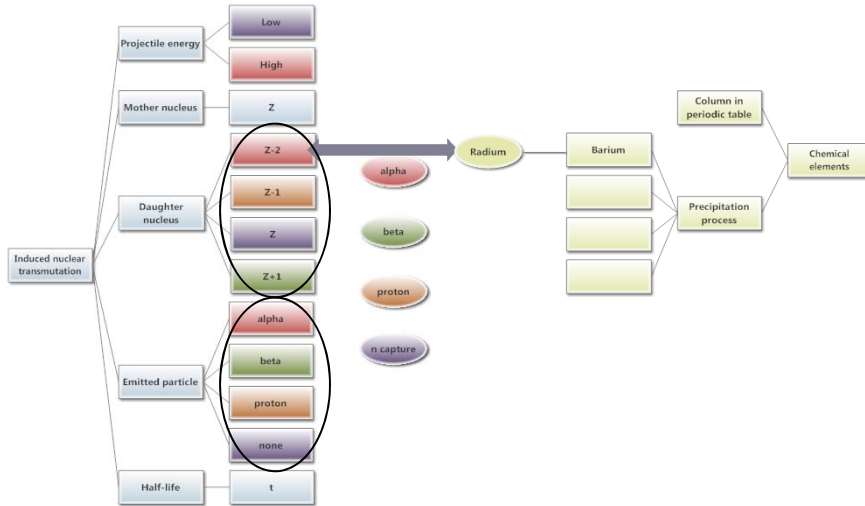 Low
Projectile energy
High
Mother nucleus
Z
Column in
periodic table
Z-2
Radium
Barium
Chemical
elements
alpha
Z-1
Daughter
nucleus
Precipitation
process
Z
beta
Induced nuclear
transmutation
Z+1
proton
alpha
n capture
beta
Emitted particle
proton
none
Half-life
t